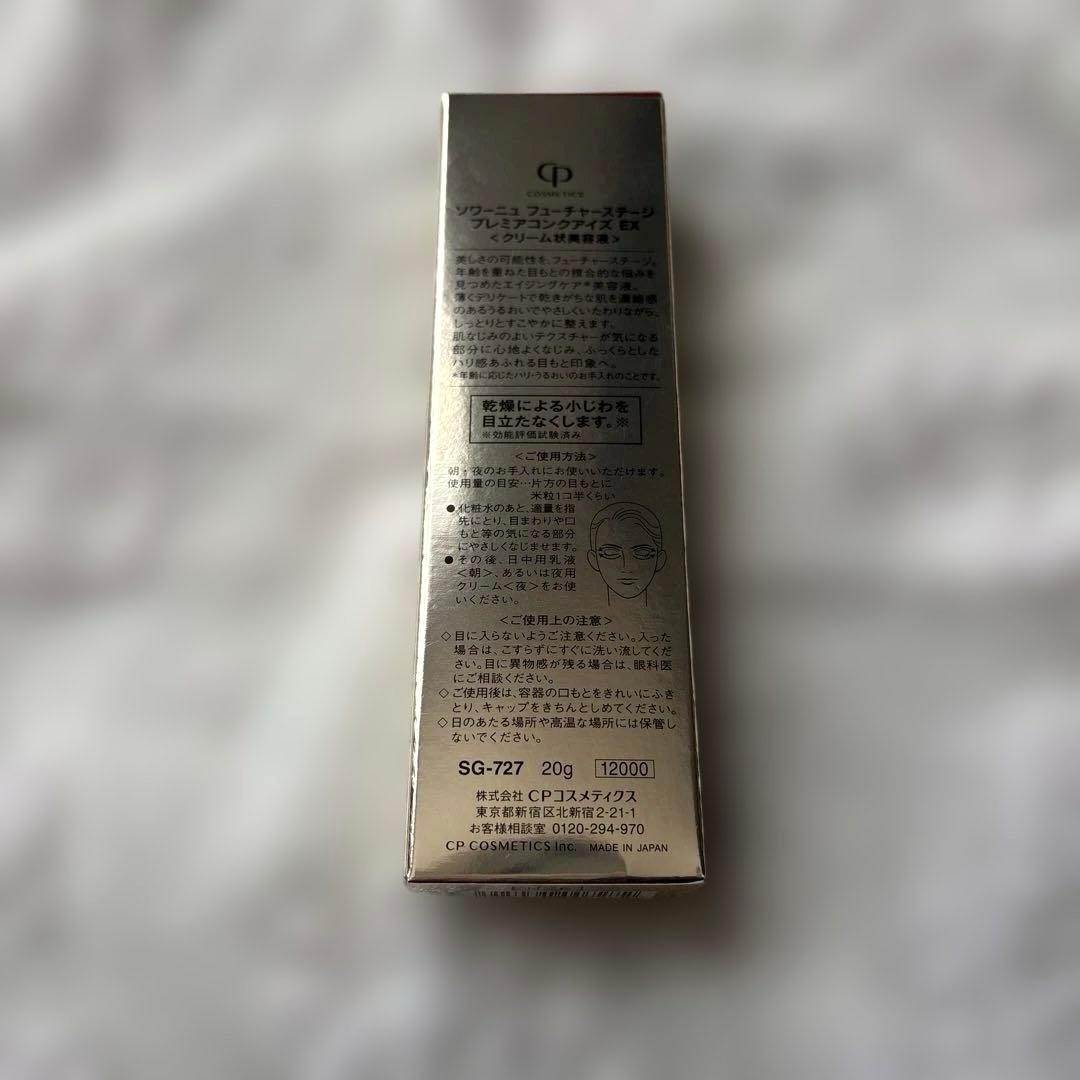 CP
COSMETICS
ソワーニュ フューチャーステージ
プレミアコンクアイズ EX
<クリーム状美容液>
美しさの可能性を、フューチャーステージ。
年齢を重ねた目もとの複合的な悩みを
見つめたエイジングケア*美容液。
薄くデリケートで乾きがちな肌を濃縮感
のあるうるおいでやさしくいたわりながら、
しっとりとすこやかに整えます。
肌なじみのよいテクスチャーが気になる
部分に心地よくなじみ、ふっくらとした
ハリ感あふれる目もと印象へ。
*年齢に応じたハリ・うるおいのお手入れのことです。
乾燥による小じわを
目立たなくします。※
※効能評価試験済み
<ご使用方法>
朝・夜のお手入れにお使いいただけます。
使用量の目安…片方の目もとに
米粒1コ半くらい
●化粧水のあと、適量を指
先にとり、目まわりや口
もと等の気になる部分
にやさしくなじませます。
●その後、日中用乳液
<朝>、あるいは夜用
クリーム<夜>をお使
いください。
<ご使用上の注意>
◇目に入らないようご注意ください。入った
場合は、こすらずにすぐに洗い流してくだ
さい。目に異物感が残る場合は、眼科医
にご相談ください。
◇ご使用後は、容器の口もとをきれいにふき
とり、キャップをきちんとしめてください。
◇日のあたる場所や高温な場所には保管し
ないでください。
SG-727 20g 12000
株式会社 CPコスメティクス
東京都新宿区北新宿2-21-1
お客様相談室 0120-294-970
CP COSMETICS Inc. MADE IN JAPAN